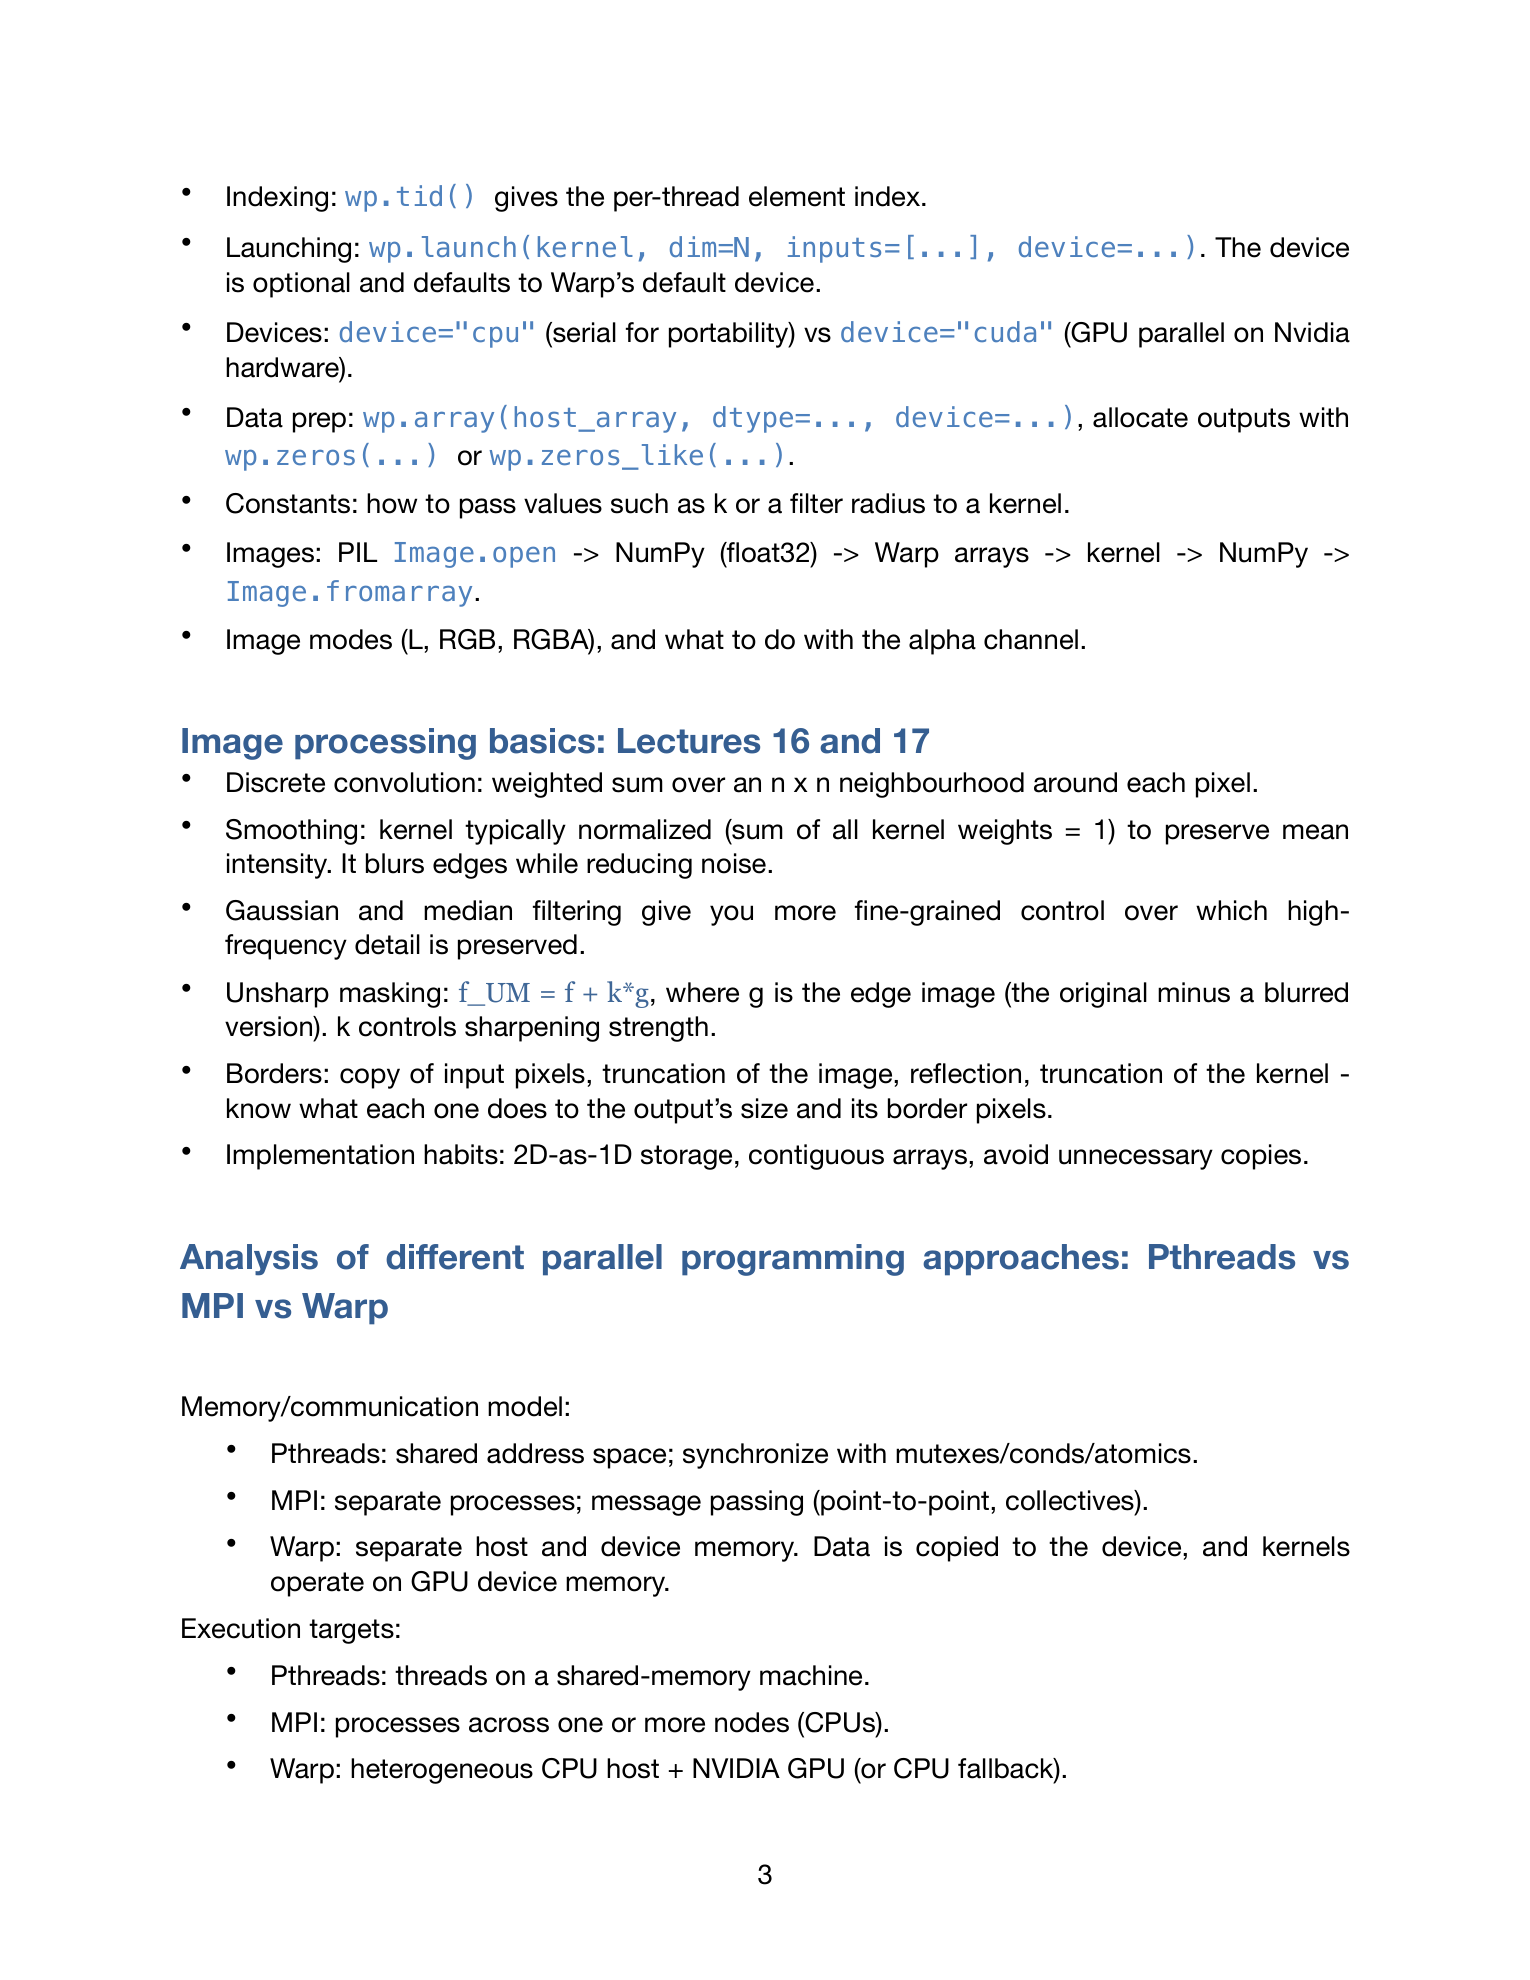 • Indexing: wp.tid() gives the per-thread element index.
• Launching: wp.launch(kernel, dim=N, inputs=[...], device=...). The device
is optional and defaults to Warp’s default device.
• Devices: device="cpu" (serial for portability) vs device="cuda" (GPU parallel on Nvidia
hardware).
• Data prep: wp.array(host_array, dtype=..., device=...), allocate outputs with
wp.zeros(...) or wp.zeros_like(...).
• Constants: how to pass values such as k or a filter radius to a kernel.
• Images: PIL Image.open -> NumPy (float32) -> Warp arrays -> kernel -> NumPy ->
Image.fromarray.
• Image modes (L, RGB, RGBA), and what to do with the alpha channel.
Image processing basics: Lectures 16 and 17
• Discrete convolution: weighted sum over an n x n neighbourhood around each pixel.
• Smoothing: kernel typically normalized (sum of all kernel weights = 1) to preserve mean
intensity. It blurs edges while reducing noise.
• Gaussian and median filtering give you more fine-grained control over which high-
frequency detail is preserved.
• Unsharp masking: f_UM = f + k*g, where g is the edge image (the original minus a blurred
version). k controls sharpening strength.
• Borders: copy of input pixels, truncation of the image, reflection, truncation of the kernel -
know what each one does to the output’s size and its border pixels.
• Implementation habits: 2D-as-1D storage, contiguous arrays, avoid unnecessary copies.
Analysis of different parallel programming approaches: Pthreads vs
MPI vs Warp
Memory/communication model:
• Pthreads: shared address space; synchronize with mutexes/conds/atomics.
• MPI: separate processes; message passing (point-to-point, collectives).
• Warp: separate host and device memory. Data is copied to the device, and kernels
operate on GPU device memory.
Execution targets:
• Pthreads: threads on a shared-memory machine.
• MPI: processes across one or more nodes (CPUs).
• Warp: heterogeneous CPU host + NVIDIA GPU (or CPU fallback).
3